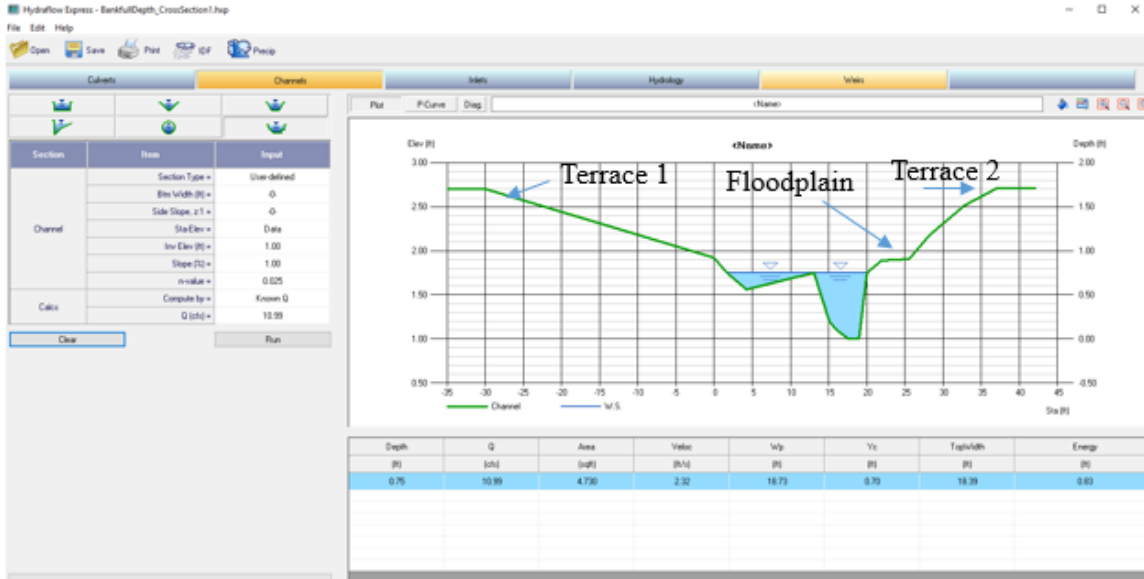 Hydraflow Express - BankfullDepth_CrossSection1.hxp
File Edit Help
Open Save Print IDF Precip
Culverts Channels Inlets Hydrology Weirs
Plot P-Curve Diag. <Name>
Section Item Input
Section Type = User-defined
Btm Width (ft) = -0-
Side Slope, z:1 = -0-
Channel Sta-Elev = Data
Inv Elev (ft) = 1.00
Slope (%) = 1.00
n-value = 0.025
Calcs Compute by = Known Q
Q (cfs) = 10.99
Clear Run
Elev (ft) <Name> Depth (ft)
3.00 2.00
Terrace 1 Floodplain Terrace 2
2.50 1.50
2.00 1.00
1.50 0.50
1.00 0.00
0.50 -0.50
-35 -30 -25 -20 -15 -10 -5 0 5 10 15 20 25 30 35 40 45
Channel W.S. Sta (ft)
Depth Q Area Veloc Wp Yc TopWidth Energy
(ft) (cfs) (sqft) (ft/s) (ft) (ft) (ft) (ft)
0.75 10.99 4.730 2.32 18.73 0.70 18.39 0.83